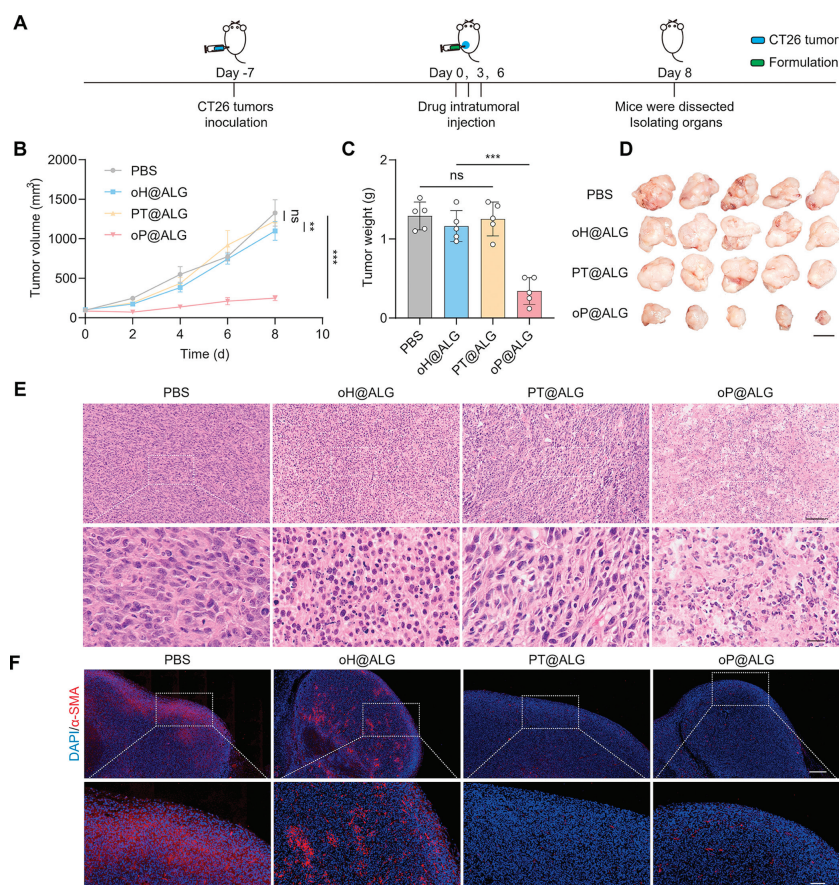 A
CT26 tumor
Formulation
Day -7
Day 0, 3, 6
Day 8
CT26 tumors
inoculation
Drug intratumoral
injection
Mice were dissected
Isolating organs
B
Tumor volume (mm³)
2000
1500
1000
500
0
PBS
oH@ALG
PT@ALG
oP@ALG
ns
**
***
0 2 4 6 8 10
Time (d)
C
Tumor weight (g)
2
1
0
***
ns
PBS
oH@ALG
PT@ALG
oP@ALG
D
PBS
oH@ALG
PT@ALG
oP@ALG
E
PBS oH@ALG PT@ALG oP@ALG
F
PBS oH@ALG PT@ALG oP@ALG
DAPI/α-SMA